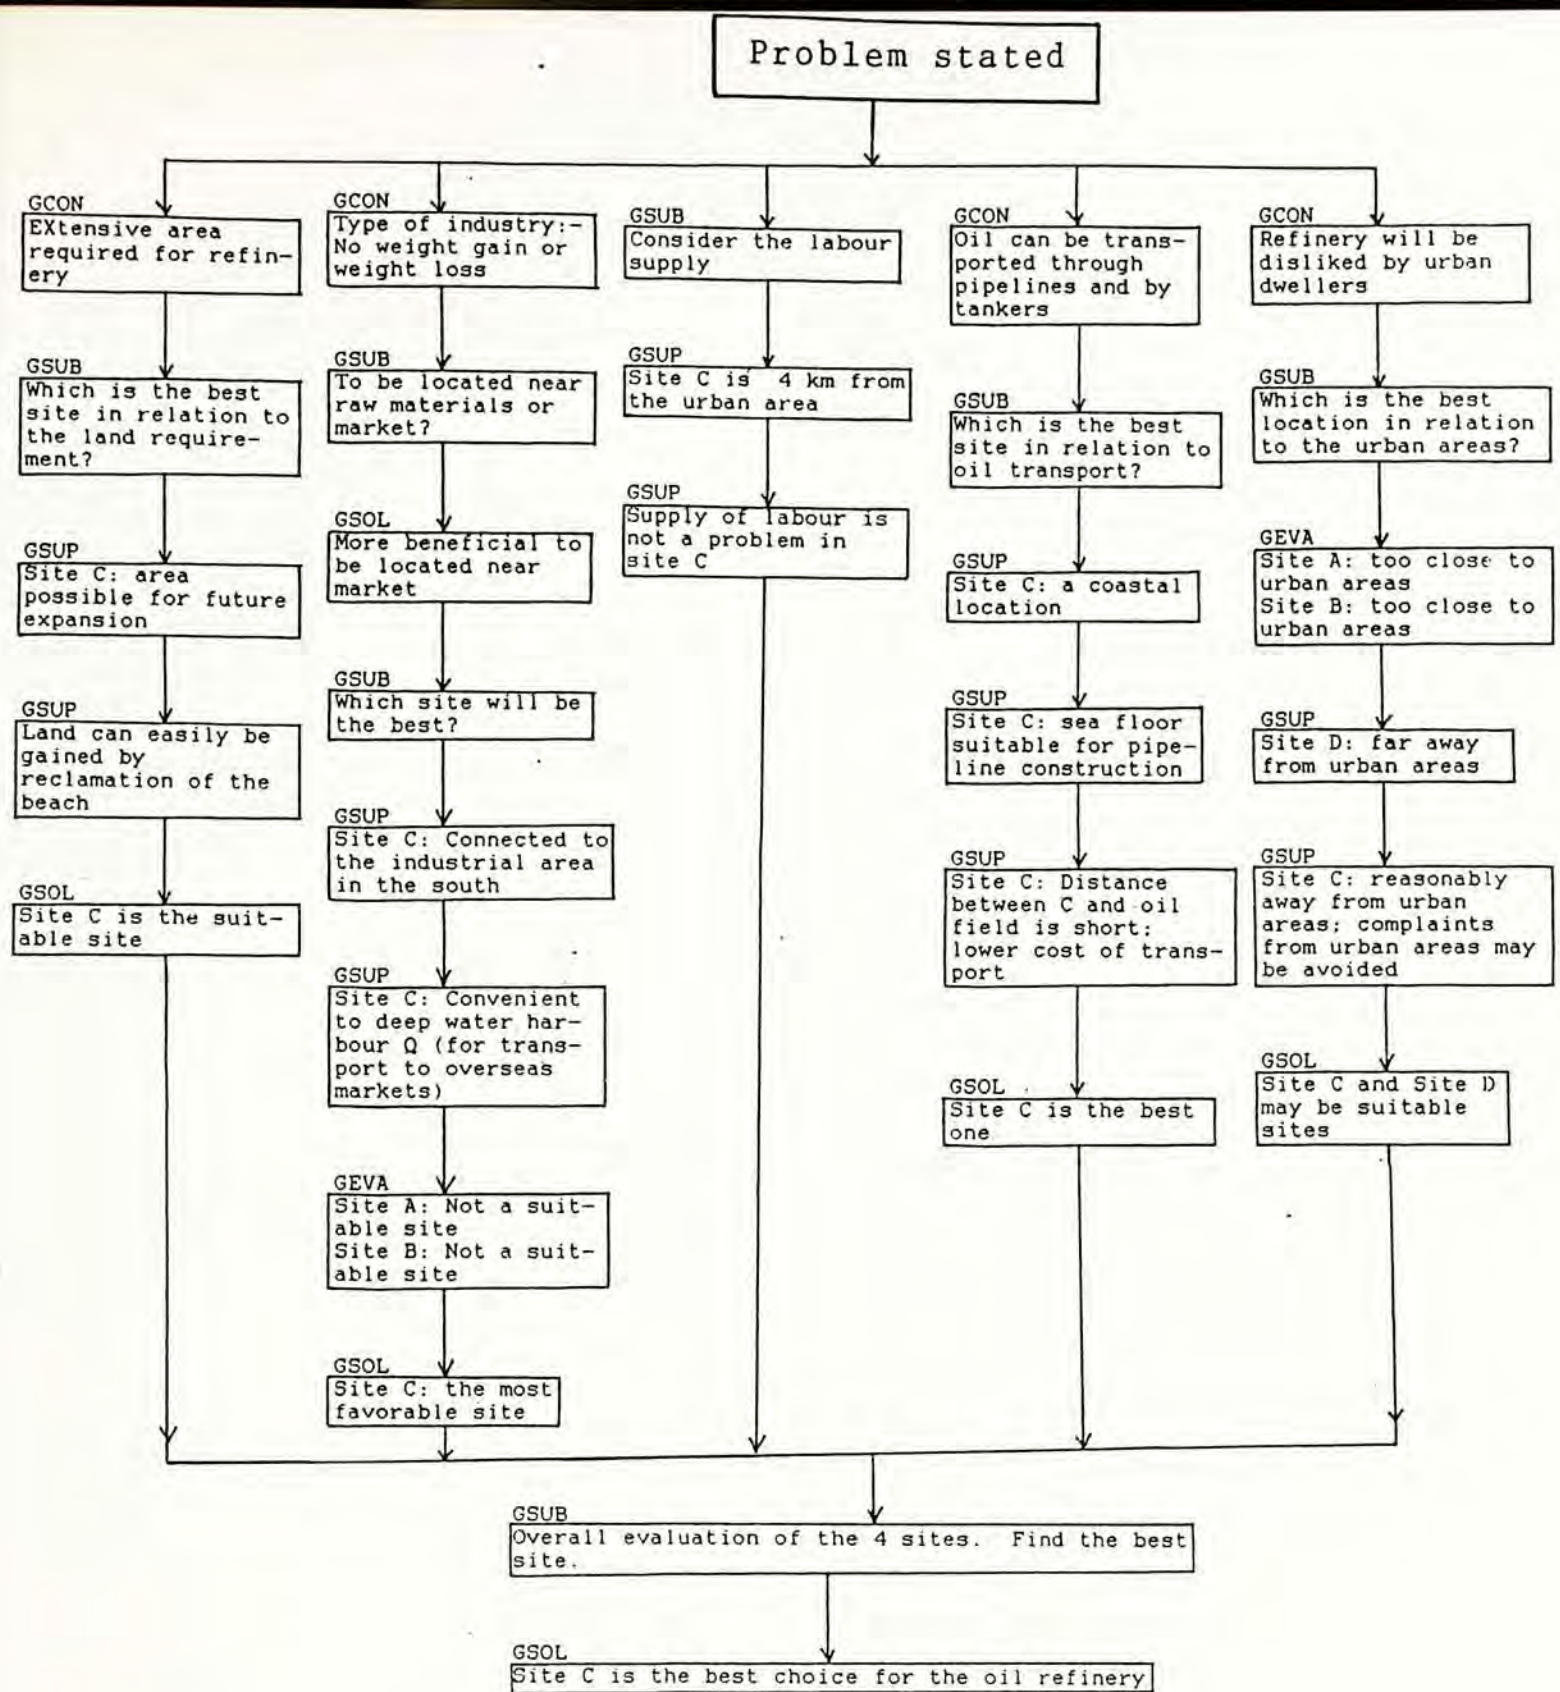 Problem stated
GCON
EXtensive area
required for refin-
ery
GSUB
Which is the best
site in relation to
the land require-
ment?
GSUP
Site C: area
possible for future
expansion
GSUP
Land can easily be
gained by
reclamation of the
beach
GSOL
Site C is the suit-
able site
GCON
Type of industry:-
No weight gain or
weight loss
GSUB
To be located near
raw materials or
market?
GSOL
More beneficial to
be located near
market
GSUB
Which site will be
the best?
GSUP
Site C: Connected to
the industrial area
in the south
GSUP
Site C: Convenient
to deep water har-
bour Q (for trans-
port to overseas
markets)
GEVA
Site A: Not a suit-
able site
Site B: Not a suit-
able site
GSOL
Site C: the most
favorable site
GSUB
Consider the labour
supply
GSUP
Site C is 4 km from
the urban area
GSUP
Supply of labour is
not a problem in
site C
GCON
Oil can be trans-
ported through
pipelines and by
tankers
GSUB
Which is the best
site in relation to
oil transport?
GSUP
Site C: a coastal
location
GSUP
Site C: sea floor
suitable for pipe-
line construction
GSUP
Site C: Distance
between C and oil
field is short;
lower cost of trans-
port
GSOL
Site C is the best
one
GCON
Refinery will be
disliked by urban
dwellers
GSUB
Which is the best
location in relation
to the urban areas?
GEVA
Site A: too close to
urban areas
Site B: too close to
urban areas
GSUP
Site D: far away
from urban areas
GSUP
Site C: reasonably
away from urban
areas; complaints
from urban areas may
be avoided
GSOL
Site C and Site D
may be suitable
sites
GSUB
Overall evaluation of the 4 sites. Find the best
site.
GSOL
Site C is the best choice for the oil refinery